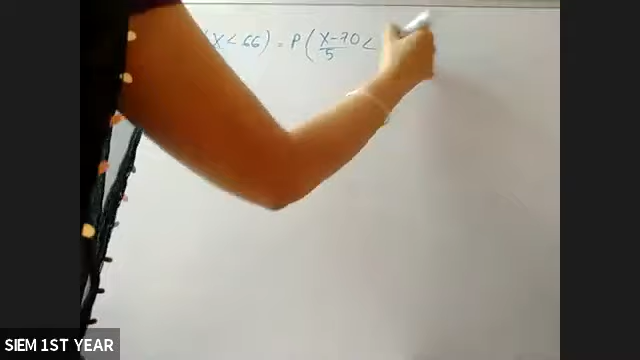 (X < 66) = P( X-70/5 <
SIEM 1ST YEAR